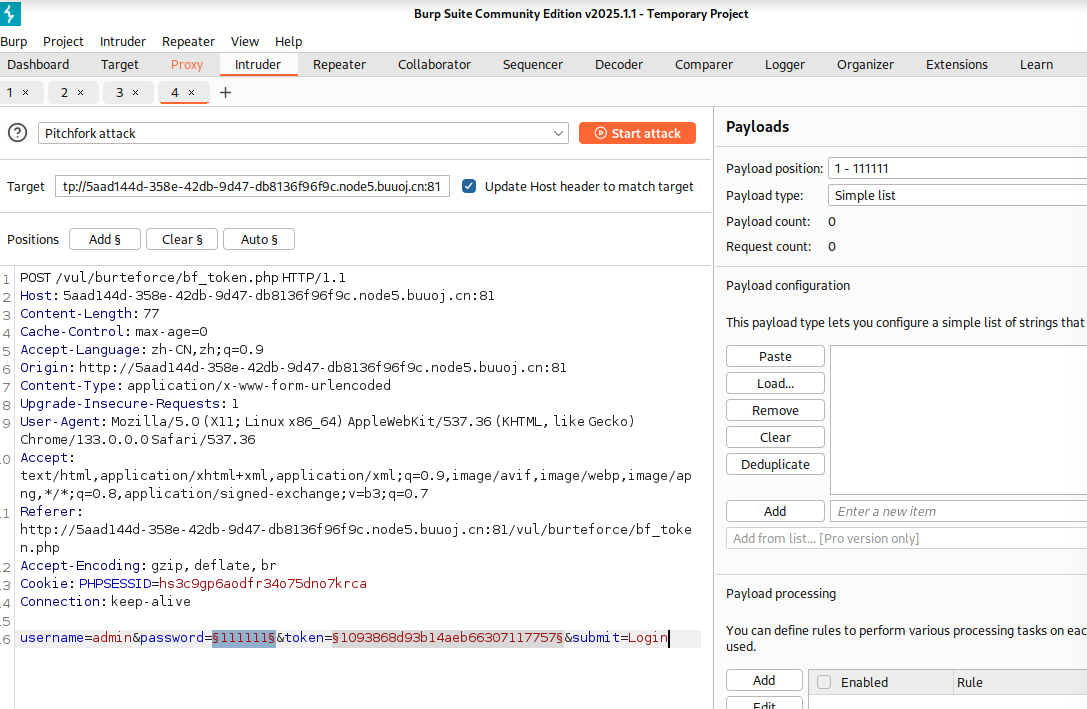 Burp Suite Community Edition v2025.1.1 - Temporary Project
Burp Project Intruder Repeater View Help
Dashboard Target Proxy Intruder Repeater Collaborator Sequencer Decoder Comparer Logger Organizer Extensions Learn
1 × 2 × 3 × 4 × +
? Pitchfork attack Start attack
Target tp://5aad144d-358e-42db-9d47-db8136f96f9c.node5.buuoj.cn:81 Update Host header to match target
Positions Add § Clear § Auto §
1 POST /vul/burteforce/bf_token.php HTTP/1.1
2 Host: 5aad144d-358e-42db-9d47-db8136f96f9c.node5.buuoj.cn:81
3 Content-Length: 77
4 Cache-Control: max-age=0
5 Accept-Language: zh-CN,zh;q=0.9
6 Origin: http://5aad144d-358e-42db-9d47-db8136f96f9c.node5.buuoj.cn:81
7 Content-Type: application/x-www-form-urlencoded
8 Upgrade-Insecure-Requests: 1
9 User-Agent: Mozilla/5.0 (X11; Linux x86_64) AppleWebKit/537.36 (KHTML, like Gecko)
Chrome/133.0.0.0 Safari/537.36
0 Accept:
text/html,application/xhtml+xml,application/xml;q=0.9,image/avif,image/webp,image/ap
ng,*/*;q=0.8,application/signed-exchange;v=b3;q=0.7
1 Referer:
http://5aad144d-358e-42db-9d47-db8136f96f9c.node5.buuoj.cn:81/vul/burteforce/bf_toke
n.php
2 Accept-Encoding: gzip, deflate, br
3 Cookie: PHPSESSID=hs3c9gp6aodfr34o75dno7krca
4 Connection: keep-alive
5
6 username=admin&password=§111111§&token=§1093868d93b14aeb66307117757§&submit=Login
Payloads
Payload position: 1 - 111111
Payload type: Simple list
Payload count: 0
Request count: 0
Payload configuration
This payload type lets you configure a simple list of strings that
Paste
Load...
Remove
Clear
Deduplicate
Add Enter a new item
Add from list... [Pro version only]
Payload processing
You can define rules to perform various processing tasks on eac
used.
Add Enabled Rule
Edit